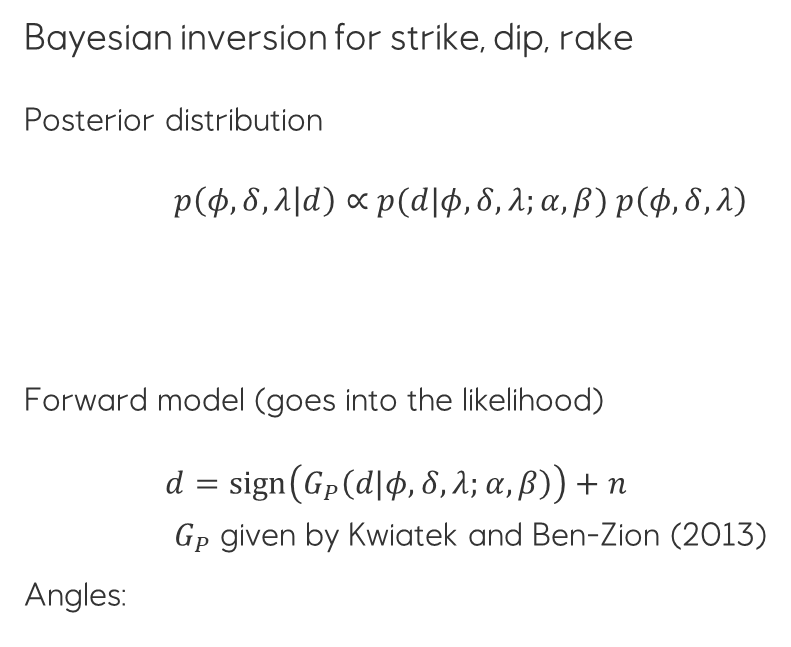 Bayesian inversion for strike, dip, rake
Posterior distribution
p(ϕ, δ, λ|d) ∝ p(d|ϕ, δ, λ; α, β) p(ϕ, δ, λ)
Forward model (goes into the likelihood)
d = sign(G_P(d|ϕ, δ, λ; α, β)) + n
G_P given by Kwiatek and Ben-Zion (2013)
Angles: